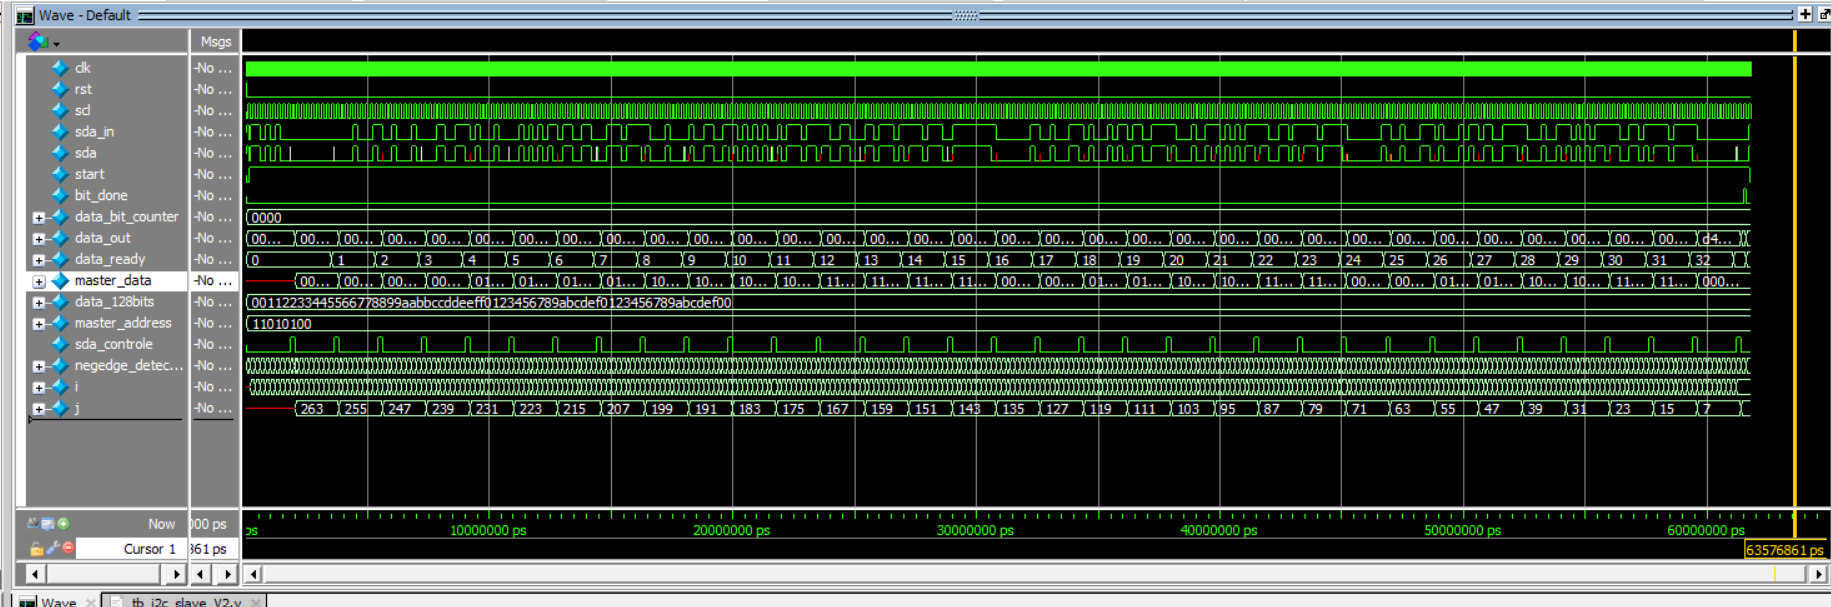 Wave - Default
Msgs
clk -No ...
rst -No ...
scl -No ...
sda_in -No ...
sda -No ...
start -No ...
bit_done -No ...
data_bit_counter -No ... 0000
data_out -No ... 00... 00... 00... 00... 00... 00... 00... 00... 00... 00... 00... 00... 00... 00... 00... 00... 00... 00... 00... 00... 00... 00... 00... 00... 00... 00... 00... 00... 00... 00... 00... 00... 00... d4...
data_ready -No ... 0 1 2 3 4 5 6 7 8 9 10 11 12 13 14 15 16 17 18 19 20 21 22 23 24 25 26 27 28 29 30 31 32
master_data -No ... 00... 00... 00... 00... 01... 01... 01... 01... 10... 10... 10... 10... 11... 11... 11... 11... 00... 00... 01... 01... 10... 10... 11... 11... 00... 00... 01... 01... 10... 10... 11... 11... 000...
data_128bits -No ... 00112233445566778899aabbccddeeff0123456789abcdef0123456789abcdef00
master_address -No ... 11010100
sda_controle -No ...
negedge_detec... -No ...
i -No ...
j -No ... 263 255 247 239 231 223 215 207 199 191 183 175 167 159 151 143 135 127 119 111 103 95 87 79 71 63 55 47 39 31 23 15 7
Now 000 ps ps 10000000 ps 20000000 ps 30000000 ps 40000000 ps 50000000 ps 60000000 ps
Cursor 1 861 ps 63576861 ps
Wave tb_i2c_slave_V2.v